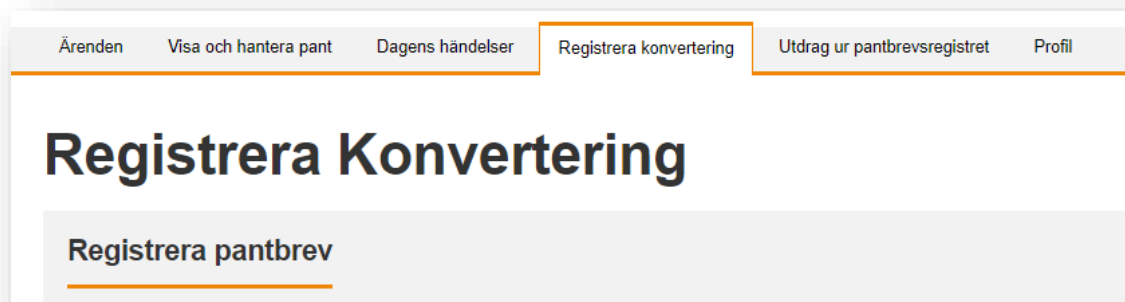 Ärenden Visa och hantera pant Dagens händelser Registrera konvertering Utdrag ur pantbrevsregistret Profil
Registrera Konvertering
Registrera pantbrev